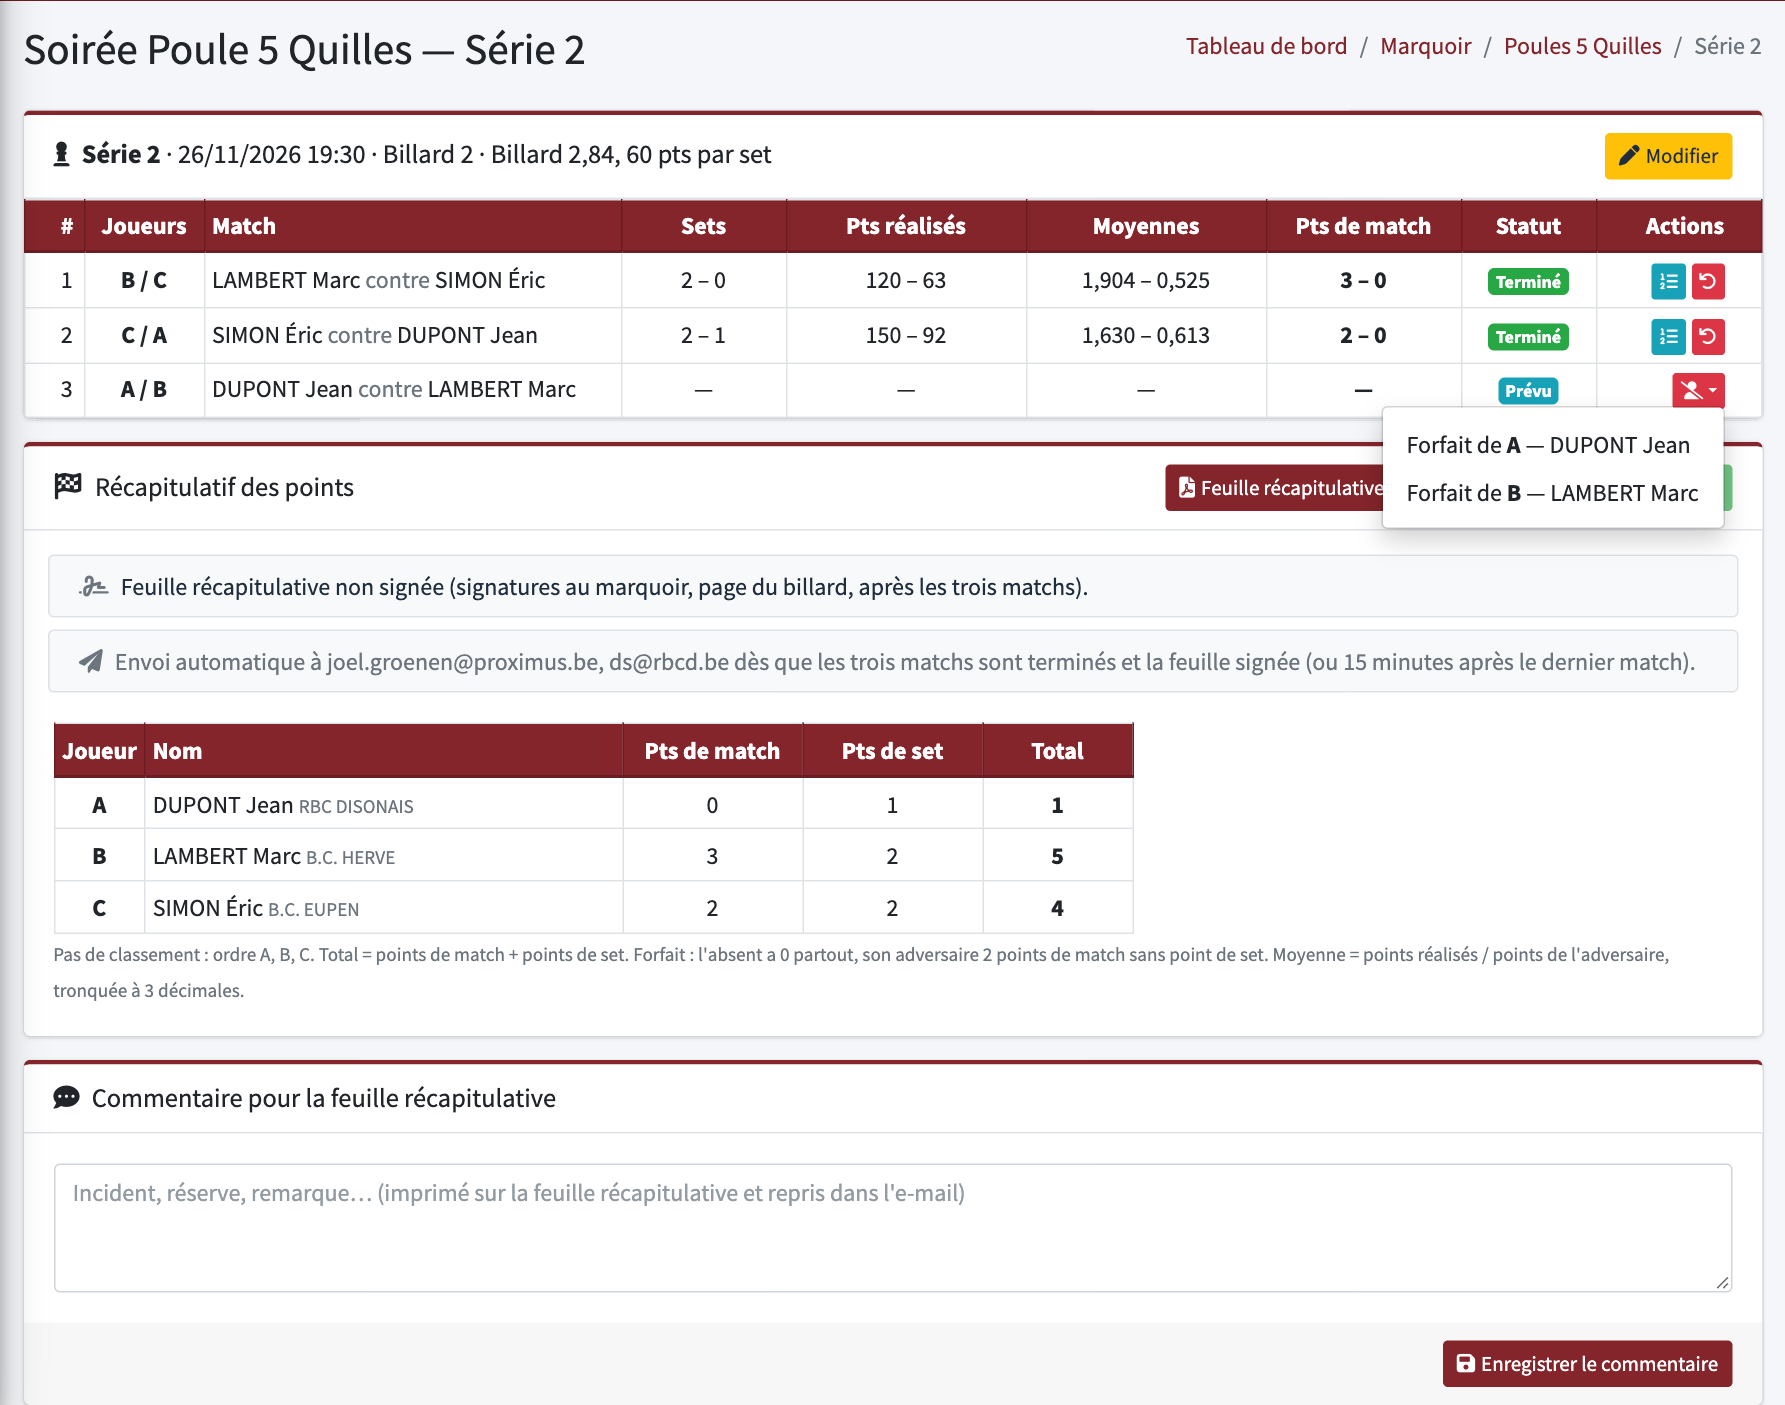 Soirée Poule 5 Quilles — Série 2
Tableau de bord / Marquoir / Poules 5 Quilles / Série 2
Série 2 · 26/11/2026 19:30 · Billard 2 · Billard 2,84, 60 pts par set
Modifier
# Joueurs Match Sets Pts réalisés Moyennes Pts de match Statut Actions
1 B / C LAMBERT Marc contre SIMON Éric 2 – 0 120 – 63 1,904 – 0,525 3 – 0 Terminé
2 C / A SIMON Éric contre DUPONT Jean 2 – 1 150 – 92 1,630 – 0,613 2 – 0 Terminé
3 A / B DUPONT Jean contre LAMBERT Marc — — — — Prévu
Forfait de A — DUPONT Jean
Forfait de B — LAMBERT Marc
Récapitulatif des points
Feuille récapitulative
Feuille récapitulative non signée (signatures au marquoir, page du billard, après les trois matchs).
Envoi automatique à joel.groenen@proximus.be, ds@rbcd.be dès que les trois matchs sont terminés et la feuille signée (ou 15 minutes après le dernier match).
Joueur Nom Pts de match Pts de set Total
A DUPONT Jean RBC DISONAIS 0 1 1
B LAMBERT Marc B.C. HERVE 3 2 5
C SIMON Éric B.C. EUPEN 2 2 4
Pas de classement : ordre A, B, C. Total = points de match + points de set. Forfait : l'absent a 0 partout, son adversaire 2 points de match sans point de set. Moyenne = points réalisés / points de l'adversaire,
tronquée à 3 décimales.
Commentaire pour la feuille récapitulative
Incident, réserve, remarque… (imprimé sur la feuille récapitulative et repris dans l'e-mail)
Enregistrer le commentaire